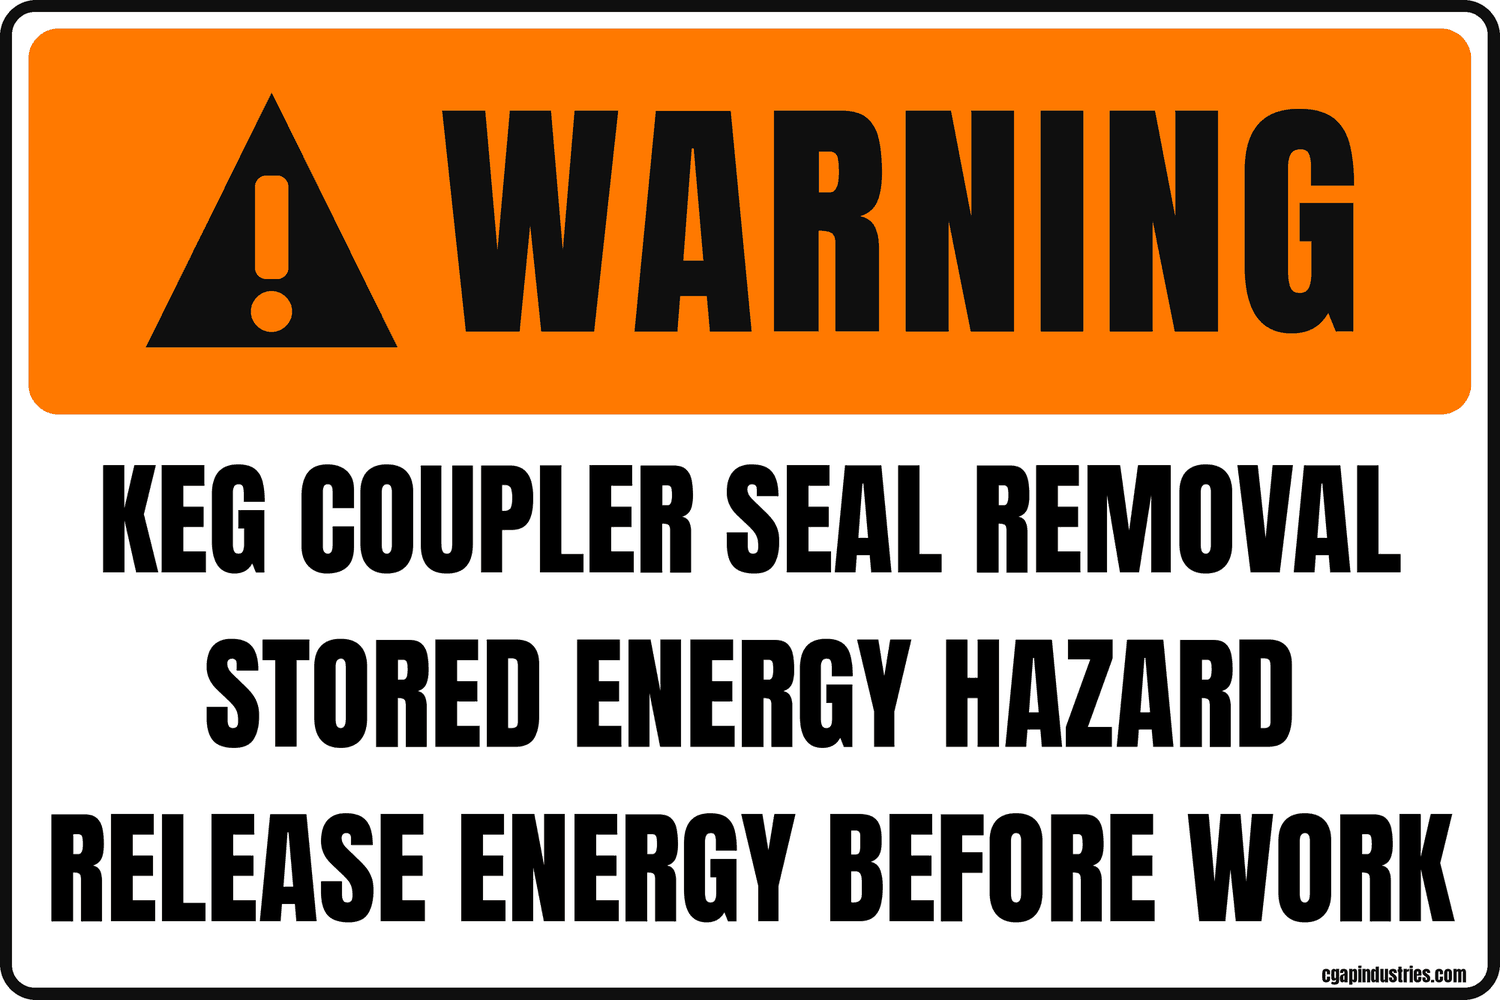 WARNING
KEG COUPLER SEAL REMOVAL
STORED ENERGY HAZARD
RELEASE ENERGY BEFORE WORK
cgapindustries.com